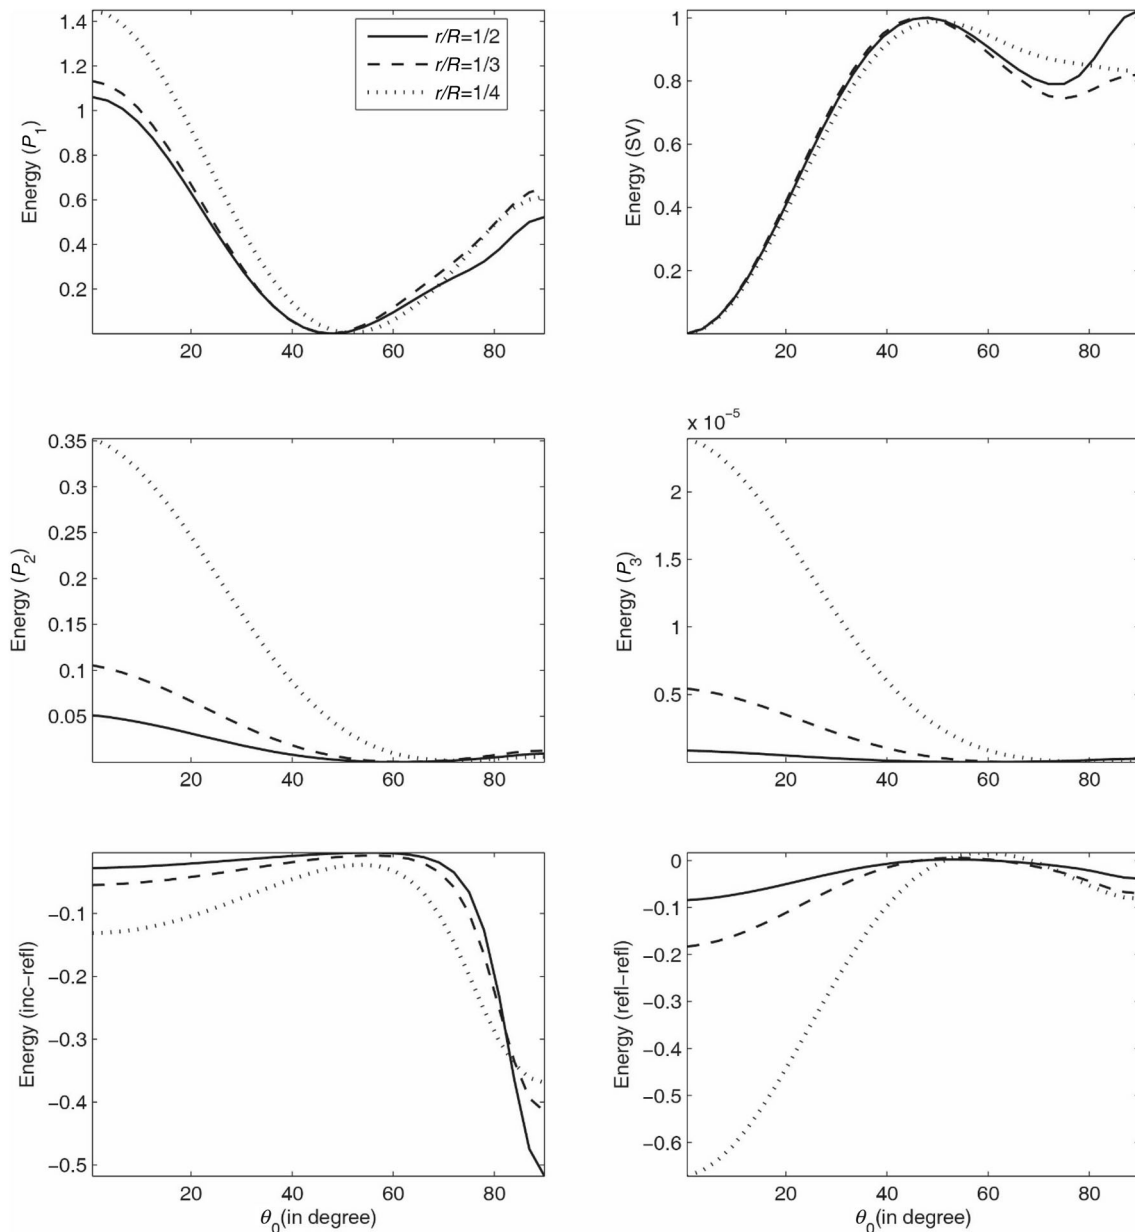 1.4
1.2
1
0.8
0.6
0.4
0.2
Energy (P1)
r/R=1/2
r/R=1/3
r/R=1/4
20 40 60 80
1.0
0.8
0.6
0.4
0.2
Energy (SV)
20 40 60 80
0.35
0.3
0.25
0.2
0.15
0.1
0.05
Energy (P2)
20 40 60 80
x 10−5
2
1.5
1
0.5
Energy (P3)
20 40 60 80
−0.1
−0.2
−0.3
−0.4
−0.5
Energy (inc−refl)
20 40 60 80
θ0(in degree)
0
−0.1
−0.2
−0.3
−0.4
−0.5
−0.6
Energy (refl−refl)
20 40 60 80
θ0(in degree)